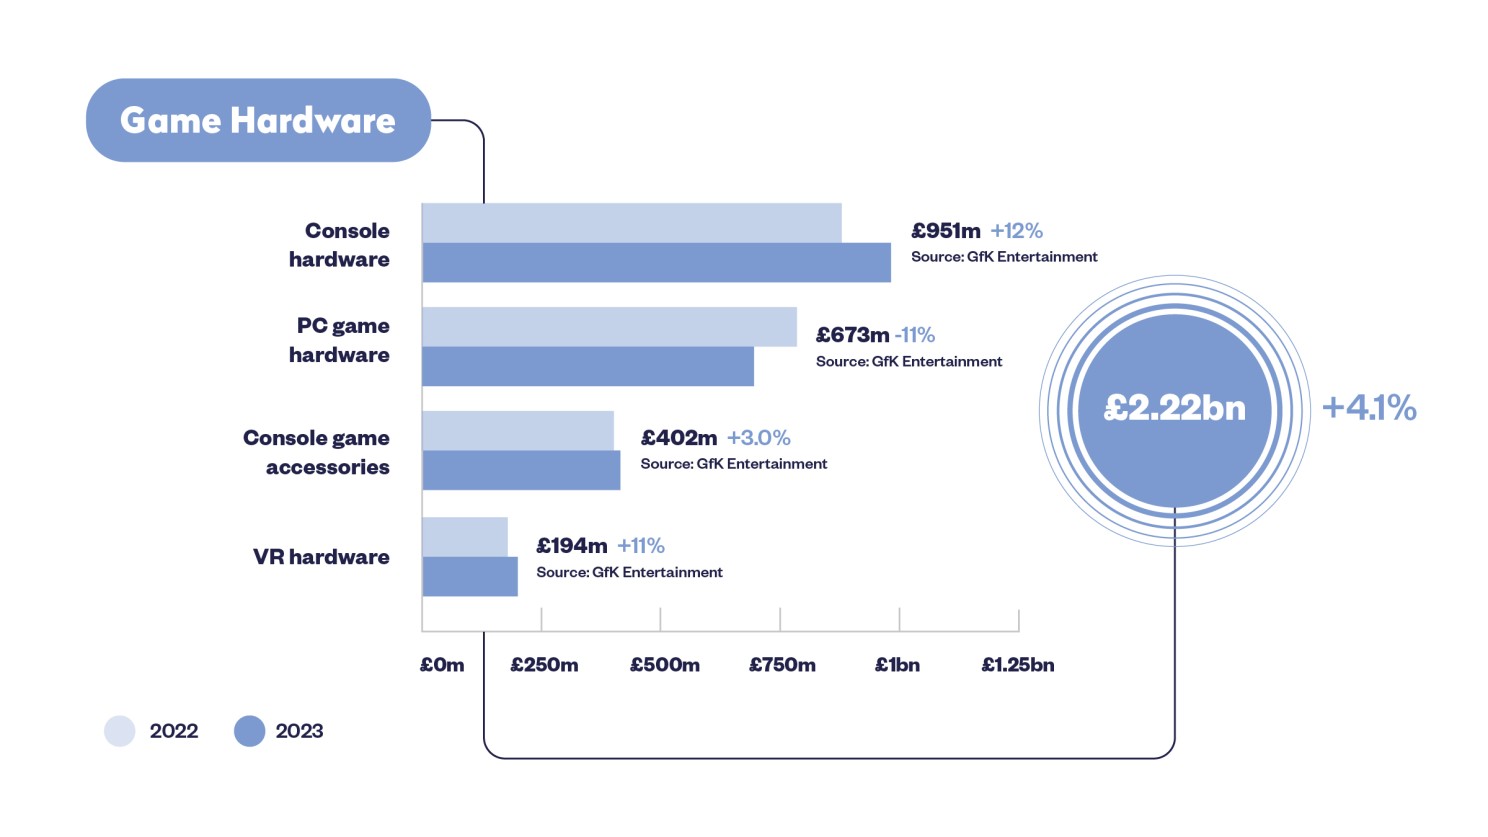 Game Hardware
Console
hardware
£951m +12%
Source: GfK Entertainment
PC game
hardware
£673m -11%
Source: GfK Entertainment
£2.22bn
+4.1%
Console game
accessories
£402m +3.0%
Source: GfK Entertainment
VR hardware
£194m +11%
Source: GfK Entertainment
£0m £250m £500m £750m £1bn £1.25bn
2022 2023